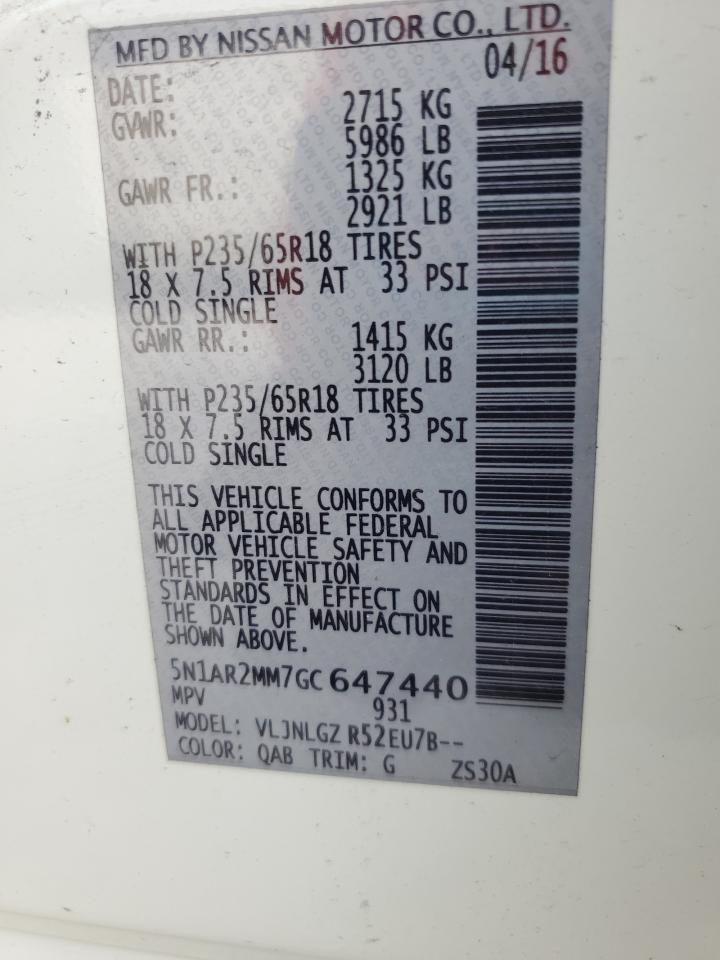 MFD BY NISSAN MOTOR CO., LTD.
DATE: 04/16
GVWR: 2715 KG
5986 LB
GAWR FR.: 1325 KG
2921 LB
WITH P235/65R18 TIRES
18 X 7.5 RIMS AT 33 PSI
COLD SINGLE
GAWR RR.: 1415 KG
3120 LB
WITH P235/65R18 TIRES
18 X 7.5 RIMS AT 33 PSI
COLD SINGLE
THIS VEHICLE CONFORMS TO
ALL APPLICABLE FEDERAL
MOTOR VEHICLE SAFETY AND
THEFT PREVENTION
STANDARDS IN EFFECT ON
THE DATE OF MANUFACTURE
SHOWN ABOVE.
5N1AR2MM7GC647440
MPV 931
MODEL: VLJNLGZ R52EU7B--
COLOR: QAB TRIM: G ZS30A